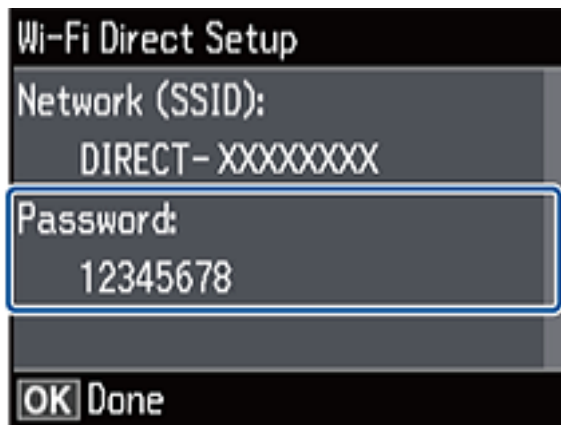 Wi-Fi Direct Setup
Network (SSID):
DIRECT-XXXXXXXX
Password:
12345678
OK Done